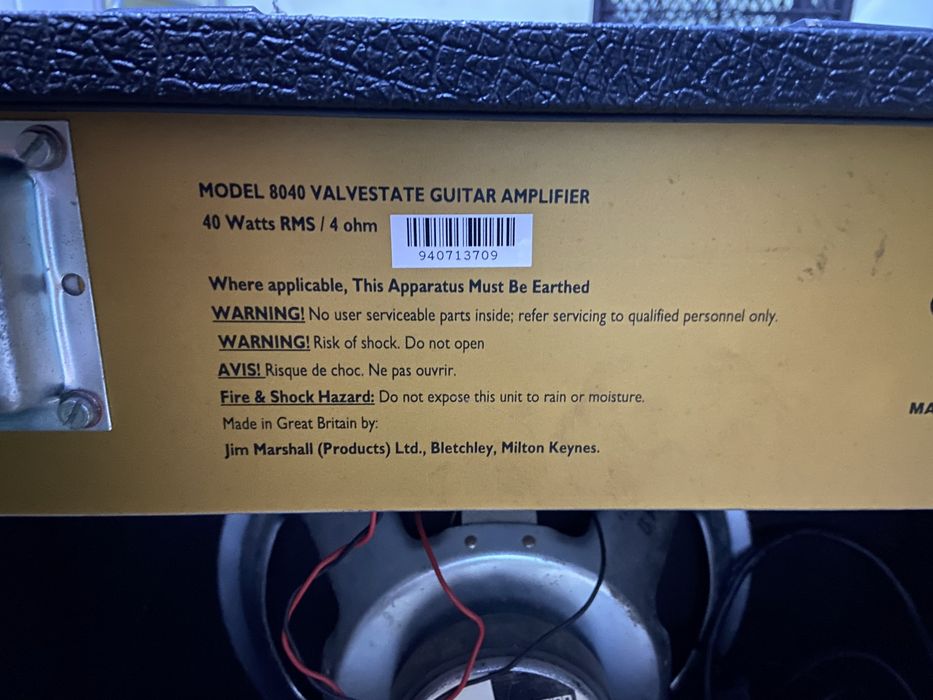 MODEL 8040 VALVESTATE GUITAR AMPLIFIER
40 Watts RMS / 4 ohm
940713709
Where applicable, This Apparatus Must Be Earthed
WARNING! No user serviceable parts inside; refer servicing to qualified personnel only.
WARNING! Risk of shock. Do not open
AVIS! Risque de choc. Ne pas ouvrir.
Fire & Shock Hazard: Do not expose this unit to rain or moisture.
Made in Great Britain by:
Jim Marshall (Products) Ltd., Bletchley, Milton Keynes.